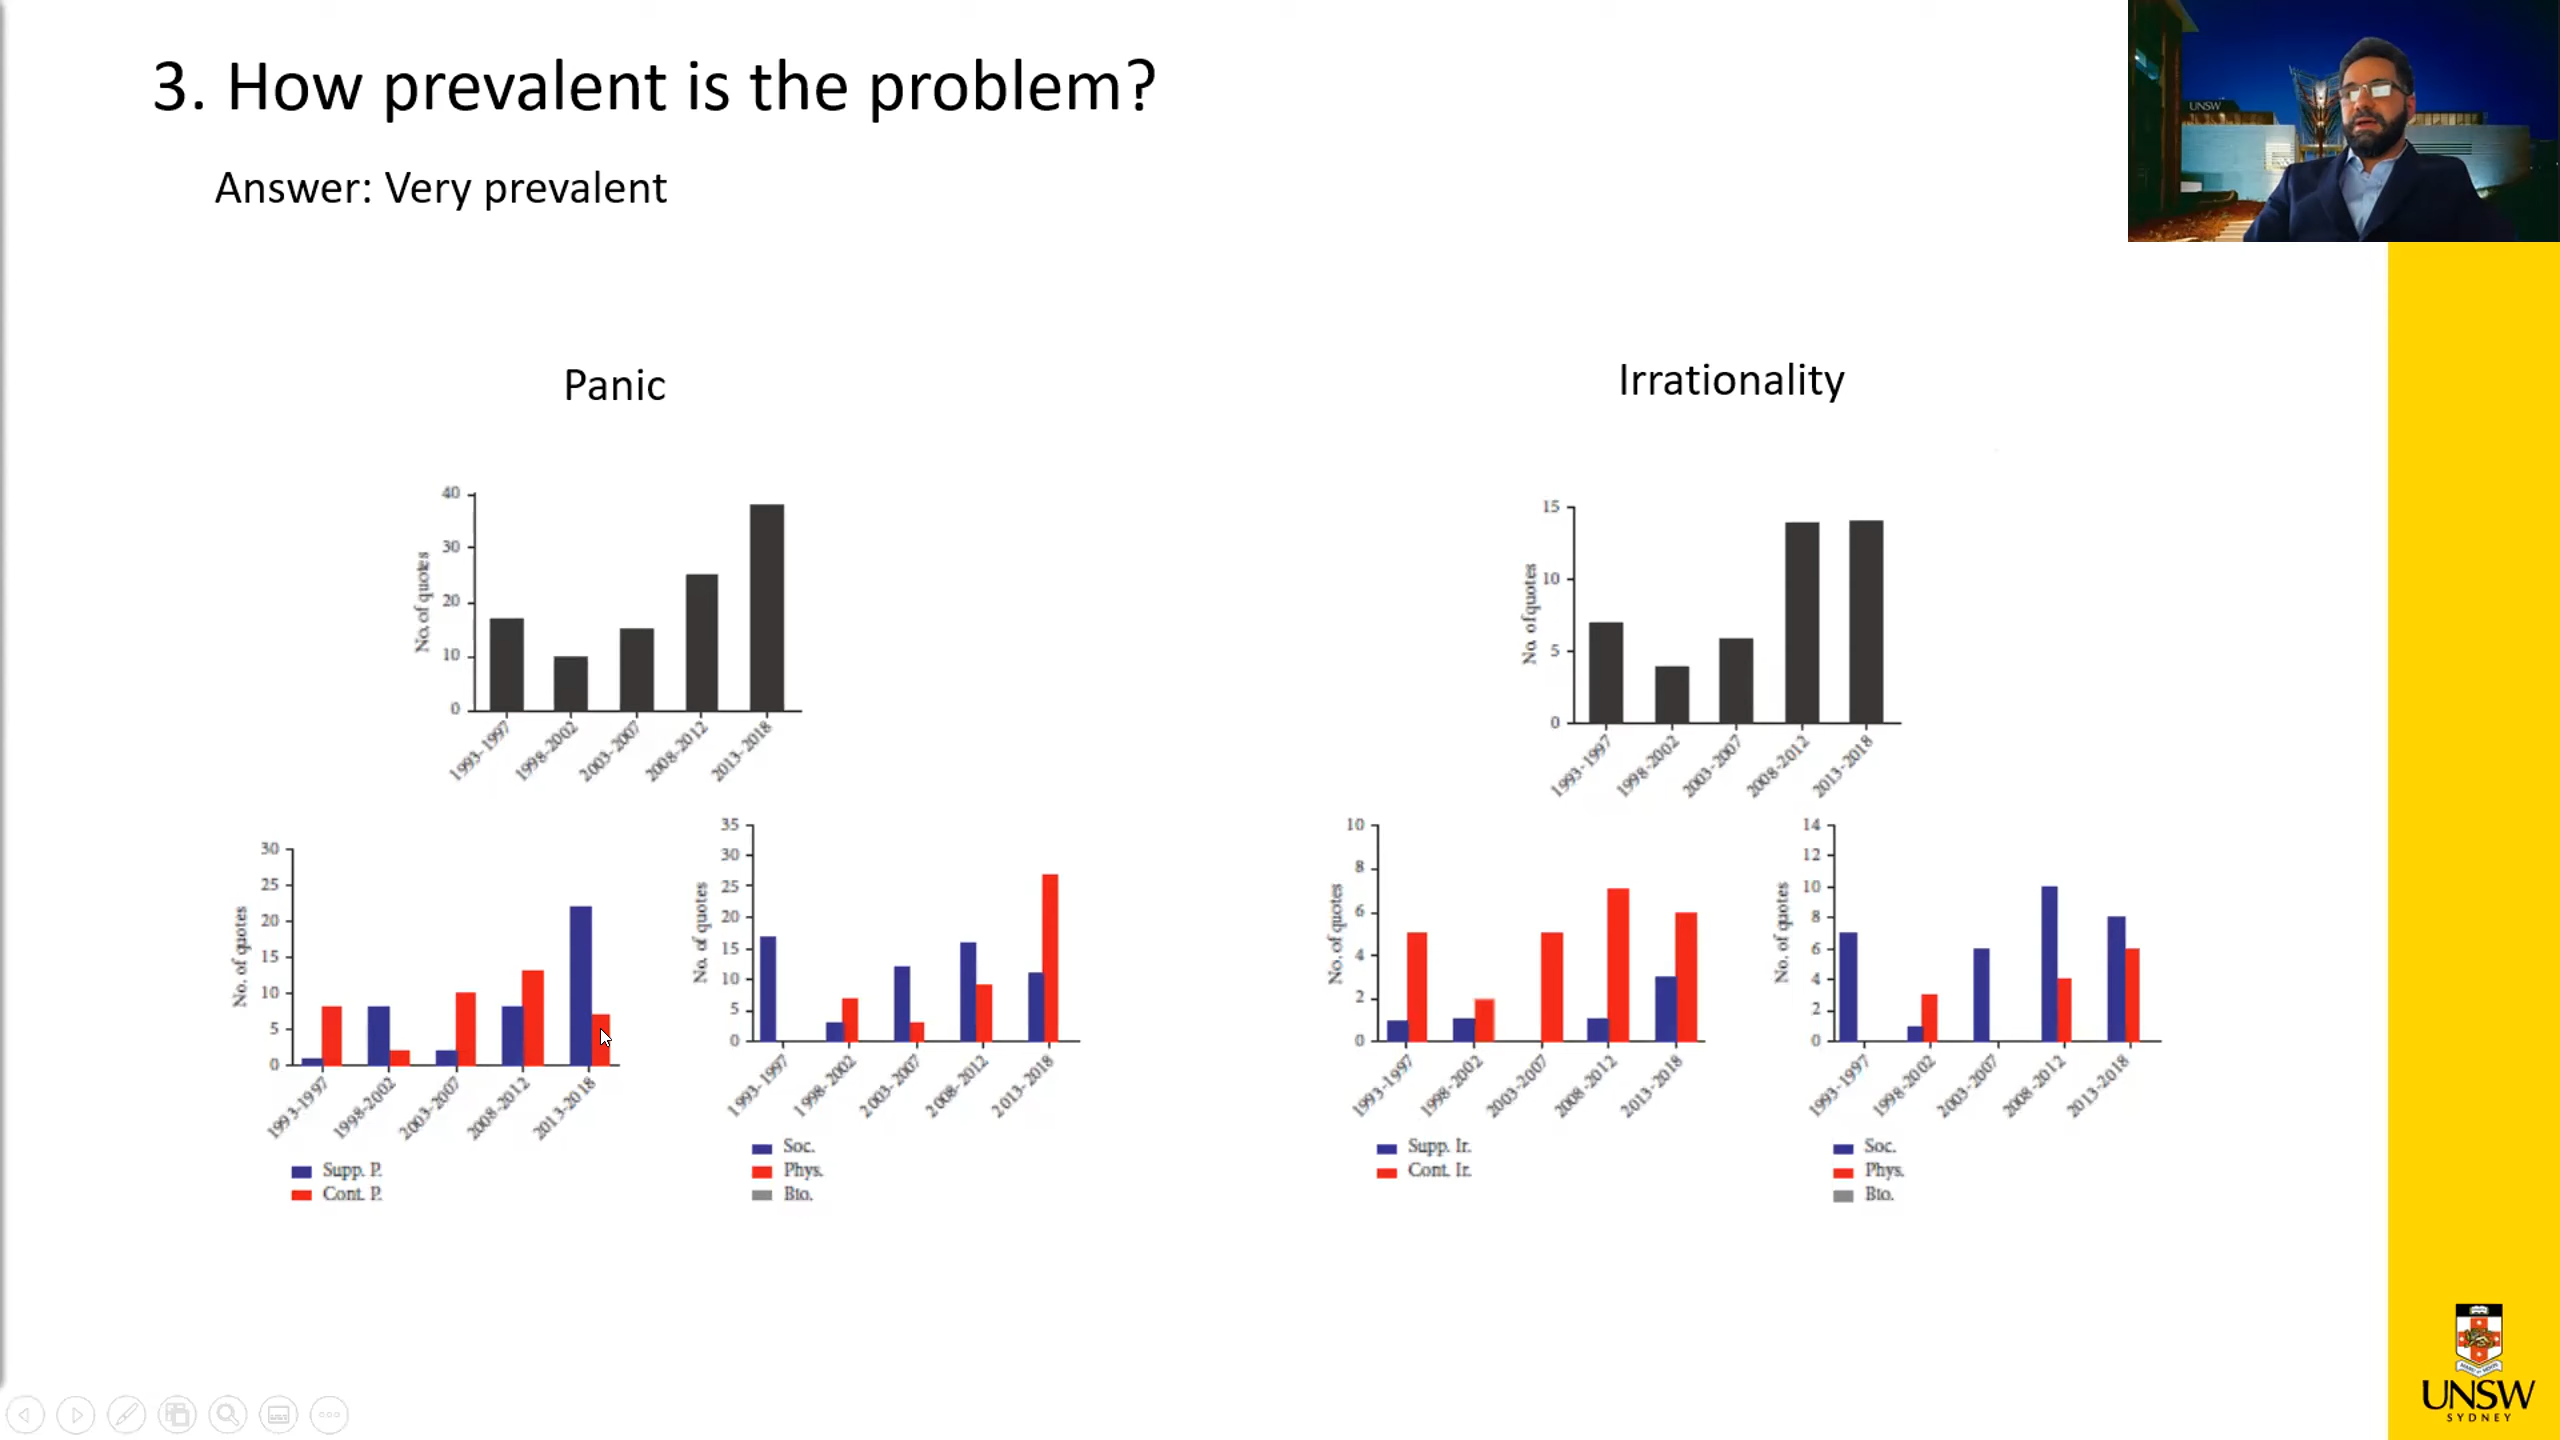 3. How prevalent is the problem?
UNSW
Answer: Very prevalent
Panic
Irrationality
No. of quotes
40
30
20
10
0
1993-1997
1998-2002
2003-2007
2008-2012
2013-2018
No. of quotes
15
10
5
0
1993-1997
1998-2002
2003-2007
2008-2012
2013-2018
No. of quotes
30
25
20
15
10
5
0
1993-1997
1998-2002
2003-2007
2008-2012
2013-2018
Supp. P.
Cont. P.
No. of quotes
35
30
25
20
15
10
5
0
1993-1997
1998-2002
2003-2007
2008-2012
2013-2018
Soc.
Phys.
Bio.
No. of quotes
10
8
6
4
2
0
1993-1997
1998-2002
2003-2007
2008-2012
2013-2018
Supp. Ir.
Cont. Ir.
No. of quotes
14
12
10
8
6
4
2
0
1993-1997
1998-2002
2003-2007
2008-2012
2013-2018
Soc.
Phys.
Bio.
UNSW
SYDNEY